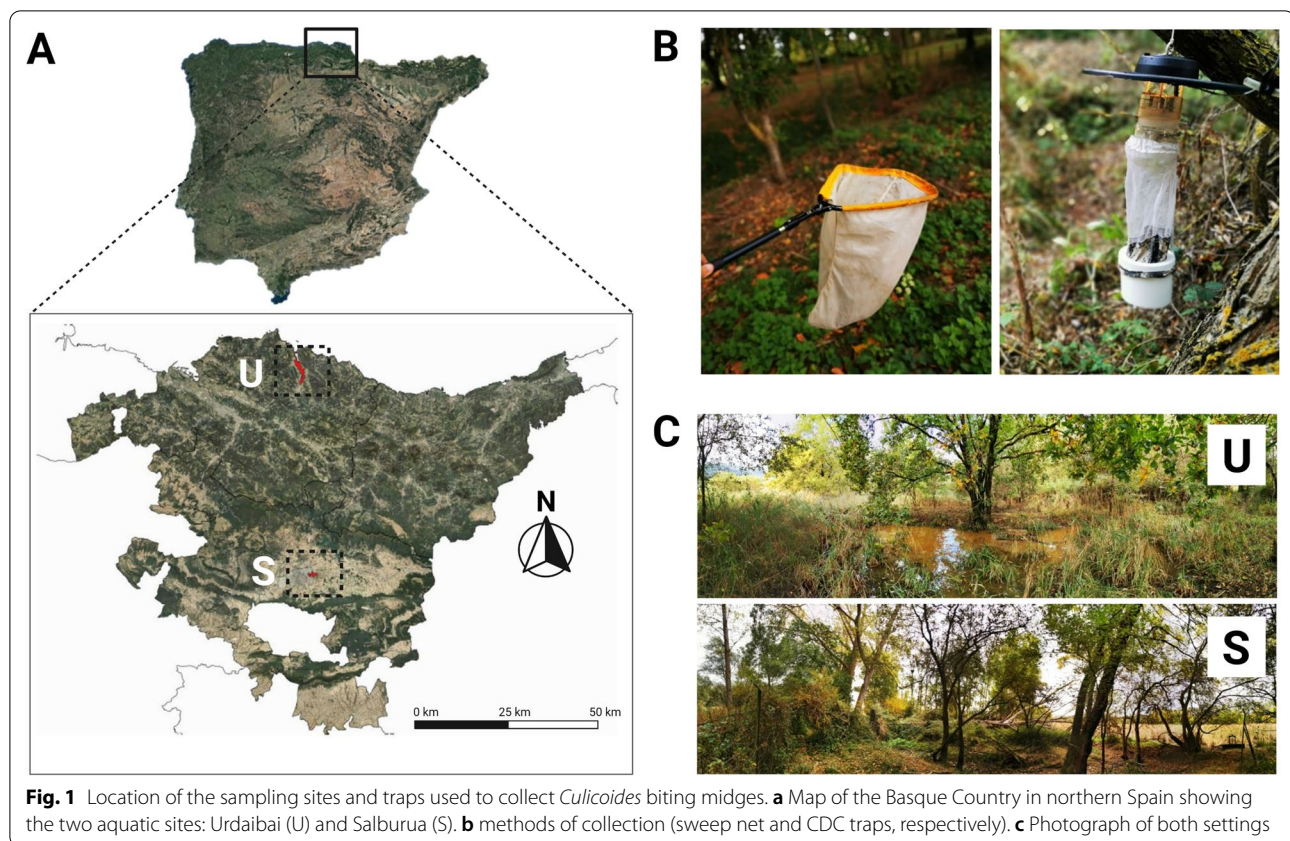 A
B
U
S
N
0 km 25 km 50 km
C
U
S
Fig. 1 Location of the sampling sites and traps used to collect Culicoides biting midges. a Map of the Basque Country in northern Spain showing
the two aquatic sites: Urdaibai (U) and Salburua (S). b methods of collection (sweep net and CDC traps, respectively). c Photograph of both settings